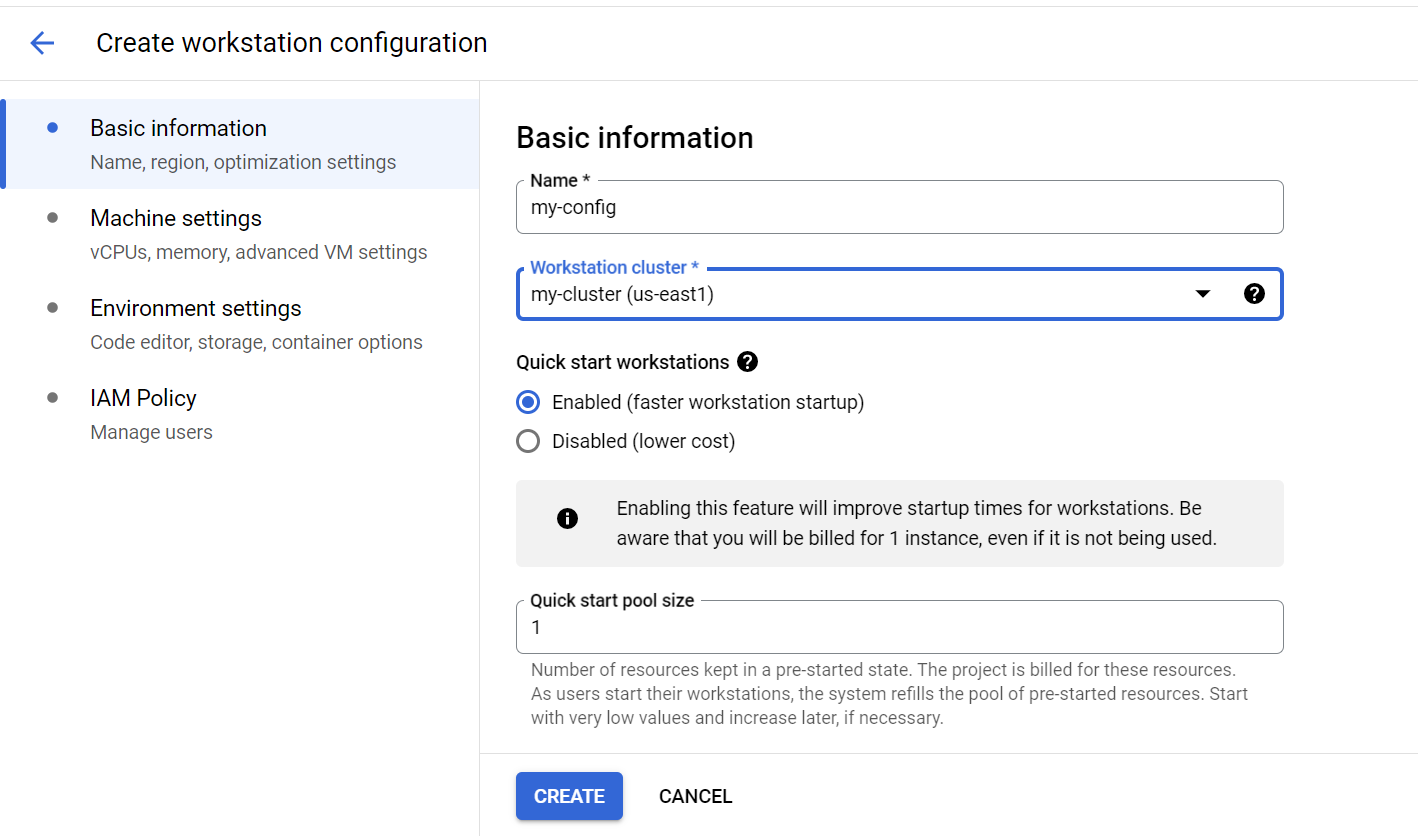 Create workstation configuration
Basic information
Name, region, optimization settings
Machine settings
vCPUs, memory, advanced VM settings
Environment settings
Code editor, storage, container options
IAM Policy
Manage users
Basic information
Name *
my-config
Workstation cluster *
my-cluster (us-east1)
Quick start workstations
Enabled (faster workstation startup)
Disabled (lower cost)
Enabling this feature will improve startup times for workstations. Be
aware that you will be billed for 1 instance, even if it is not being used.
Quick start pool size
1
Number of resources kept in a pre-started state. The project is billed for these resources.
As users start their workstations, the system refills the pool of pre-started resources. Start
with very low values and increase later, if necessary.
CREATE CANCEL